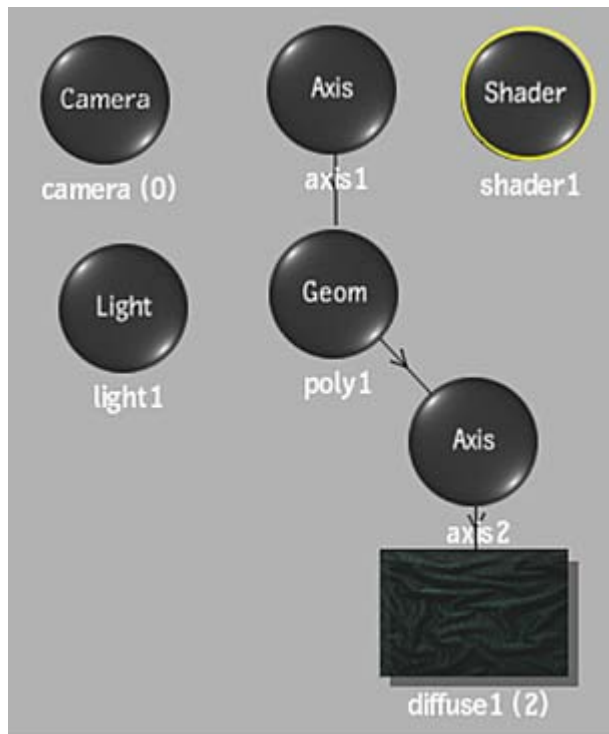 Camera
camera (0)
Axis
axis1
Shader
shader1
Light
light1
Geom
poly1
Axis
axis2
diffuse1 (2)